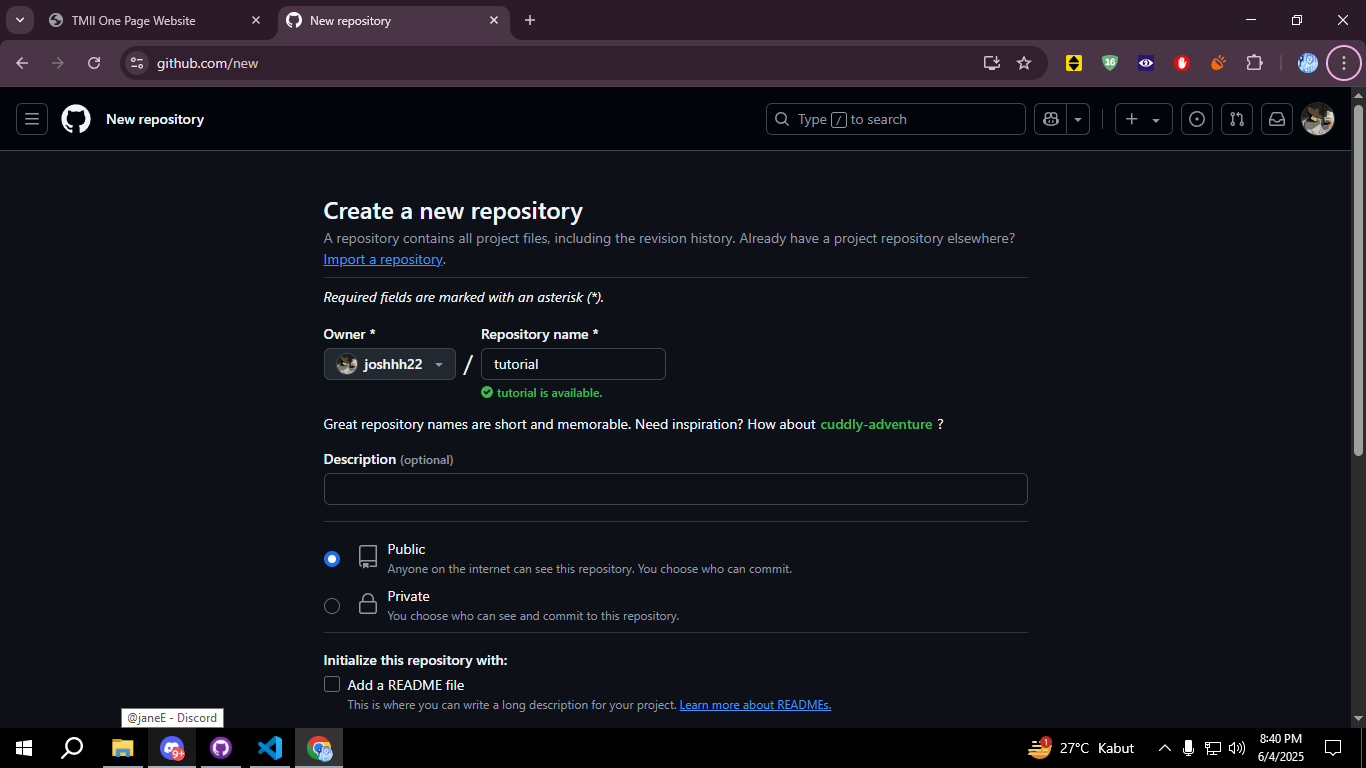 TMII One Page Website
New repository
github.com/new
16
New repository
Type / to search
Create a new repository
A repository contains all project files, including the revision history. Already have a project repository elsewhere?
Import a repository.
Required fields are marked with an asterisk (*).
Owner *
Repository name *
joshhh22
/
tutorial
tutorial is available.
Great repository names are short and memorable. Need inspiration? How about cuddly-adventure ?
Description (optional)
Public
Anyone on the internet can see this repository. You choose who can commit.
Private
You choose who can see and commit to this repository.
Initialize this repository with:
Add a README file
This is where you can write a long description for your project. Learn more about READMEs.
@janeE - Discord
9+
1
27°C Kabut
8:40 PM
6/4/2025